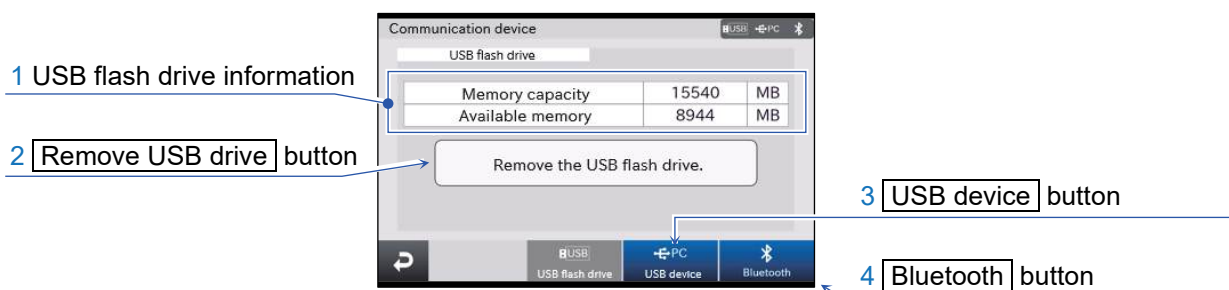 Communication device
USB PC
USB flash drive
1 USB flash drive information
Memory capacity 15540 MB
Available memory 8944 MB
2 Remove USB drive button
Remove the USB flash drive.
3 USB device button
USB PC
USB flash drive USB device Bluetooth
4 Bluetooth button